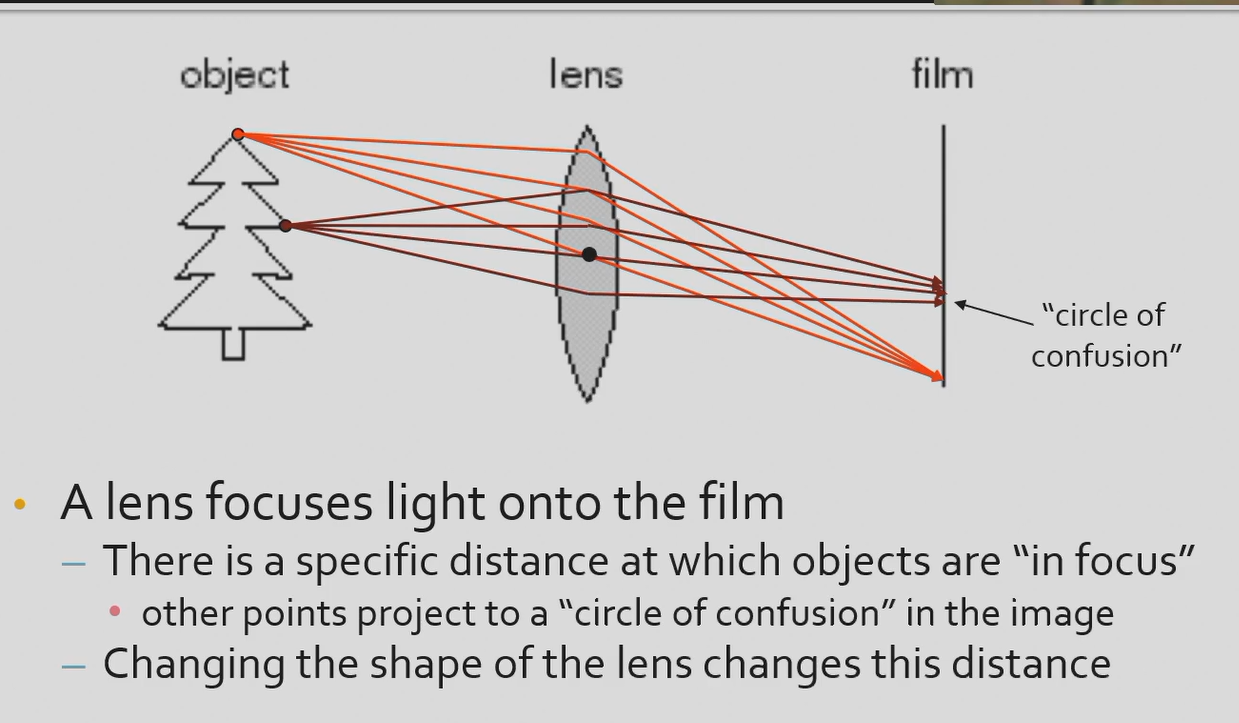 object lens film
“circle of
confusion”
• A lens focuses light onto the film
– There is a specific distance at which objects are “in focus”
• other points project to a “circle of confusion” in the image
– Changing the shape of the lens changes this distance